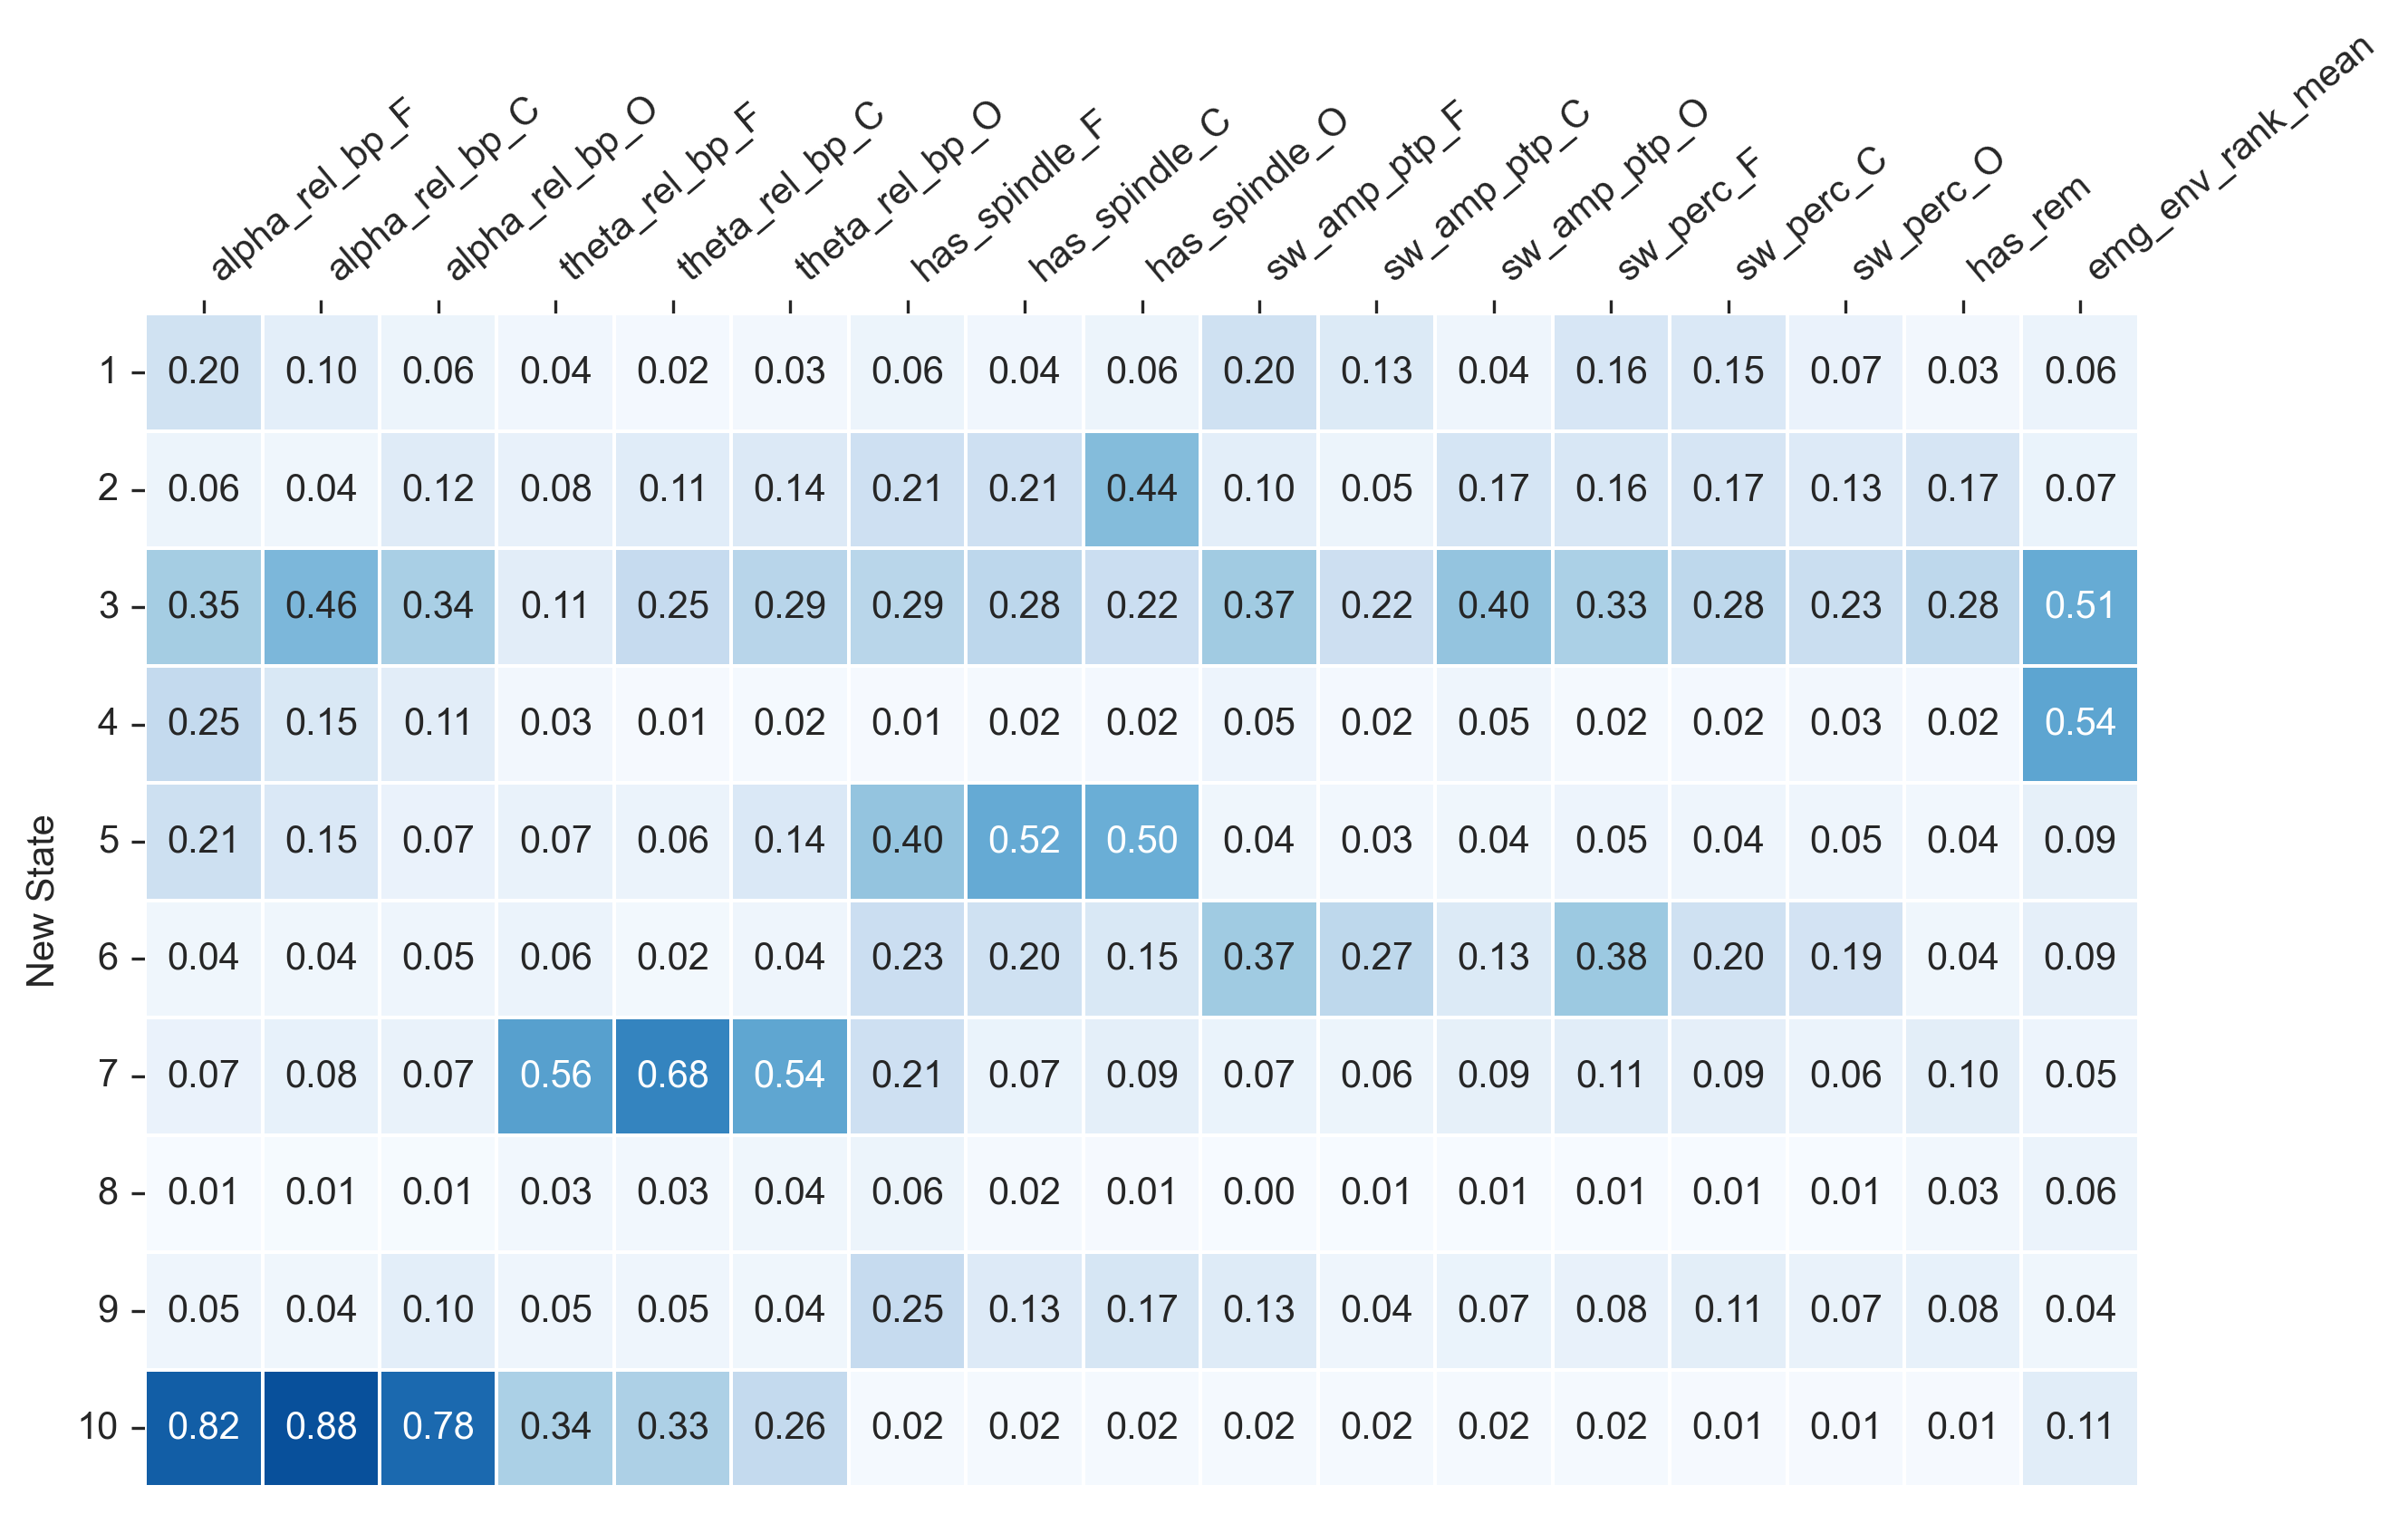 alpha_rel_bp_F
alpha_rel_bp_C
alpha_rel_bp_O
theta_rel_bp_F
theta_rel_bp_C
theta_rel_bp_O
has_spindle_F
has_spindle_C
has_spindle_O
sw_amp_ptp_F
sw_amp_ptp_C
sw_amp_ptp_O
sw_perc_F
sw_perc_C
sw_perc_O
has_rem
emg_env_rank_mean
New State
1 0.20 0.10 0.06 0.04 0.02 0.03 0.06 0.04 0.06 0.20 0.13 0.04 0.16 0.15 0.07 0.03 0.06
2 0.06 0.04 0.12 0.08 0.11 0.14 0.21 0.21 0.44 0.10 0.05 0.17 0.16 0.17 0.13 0.17 0.07
3 0.35 0.46 0.34 0.11 0.25 0.29 0.29 0.28 0.22 0.37 0.22 0.40 0.33 0.28 0.23 0.28 0.51
4 0.25 0.15 0.11 0.03 0.01 0.02 0.01 0.02 0.02 0.05 0.02 0.05 0.02 0.02 0.03 0.02 0.54
5 0.21 0.15 0.07 0.07 0.06 0.14 0.40 0.52 0.50 0.04 0.03 0.04 0.05 0.04 0.05 0.04 0.09
6 0.04 0.04 0.05 0.06 0.02 0.04 0.23 0.20 0.15 0.37 0.27 0.13 0.38 0.20 0.19 0.04 0.09
7 0.07 0.08 0.07 0.56 0.68 0.54 0.21 0.07 0.09 0.07 0.06 0.09 0.11 0.09 0.06 0.10 0.05
8 0.01 0.01 0.01 0.03 0.03 0.04 0.06 0.02 0.01 0.00 0.01 0.01 0.01 0.01 0.01 0.03 0.06
9 0.05 0.04 0.10 0.05 0.05 0.04 0.25 0.13 0.17 0.13 0.04 0.07 0.08 0.11 0.07 0.08 0.04
10 0.82 0.88 0.78 0.34 0.33 0.26 0.02 0.02 0.02 0.02 0.02 0.02 0.02 0.01 0.01 0.01 0.11